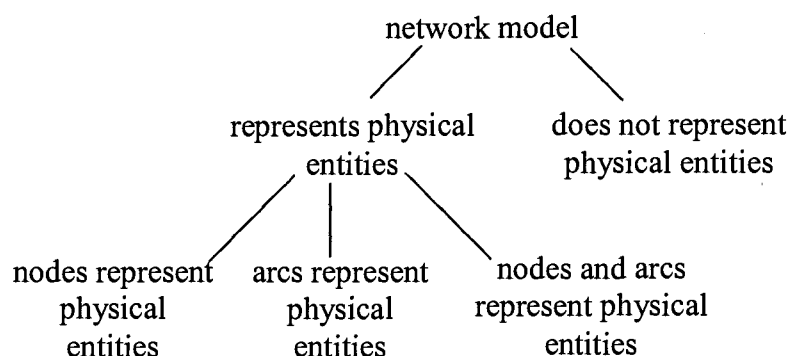 network model
represents physical
entities
does not represent
physical entities
nodes represent
physical
entities
arcs represent
physical
entities
nodes and arcs
represent physical
entities